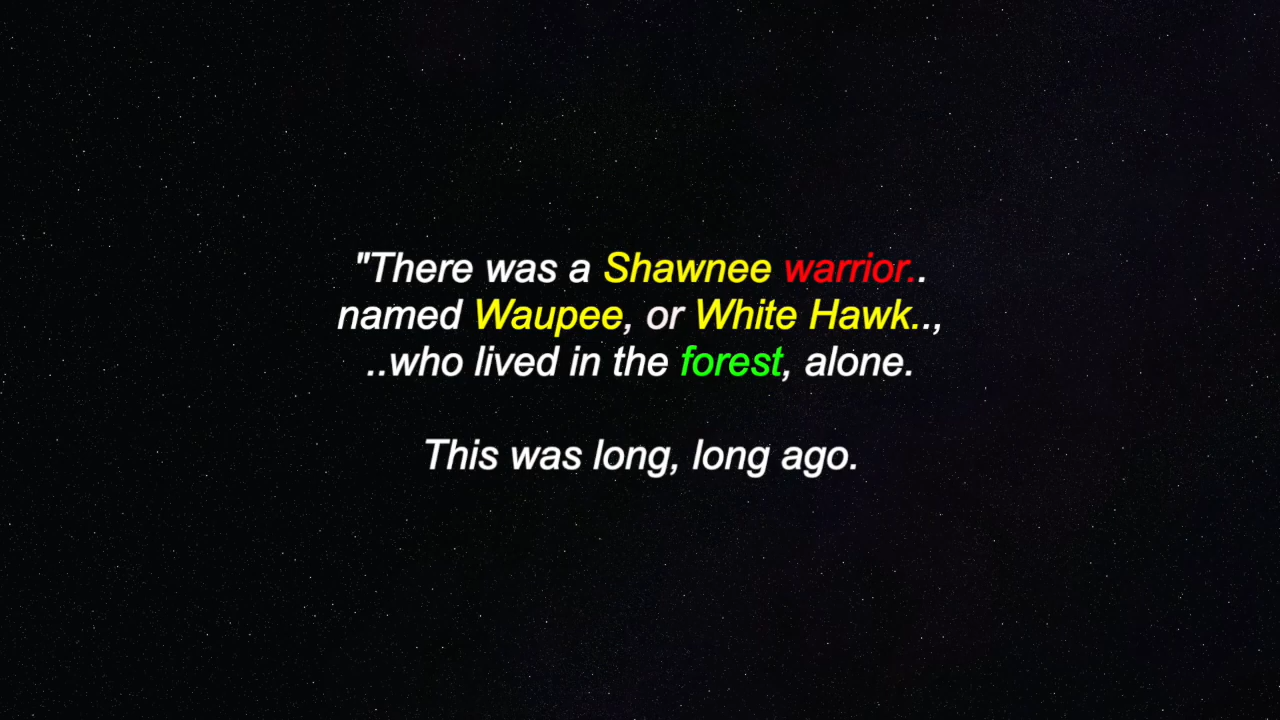 "There was a Shawnee warrior..
named Waupee, or White Hawk..,
..who lived in the forest, alone.
This was long, long ago.